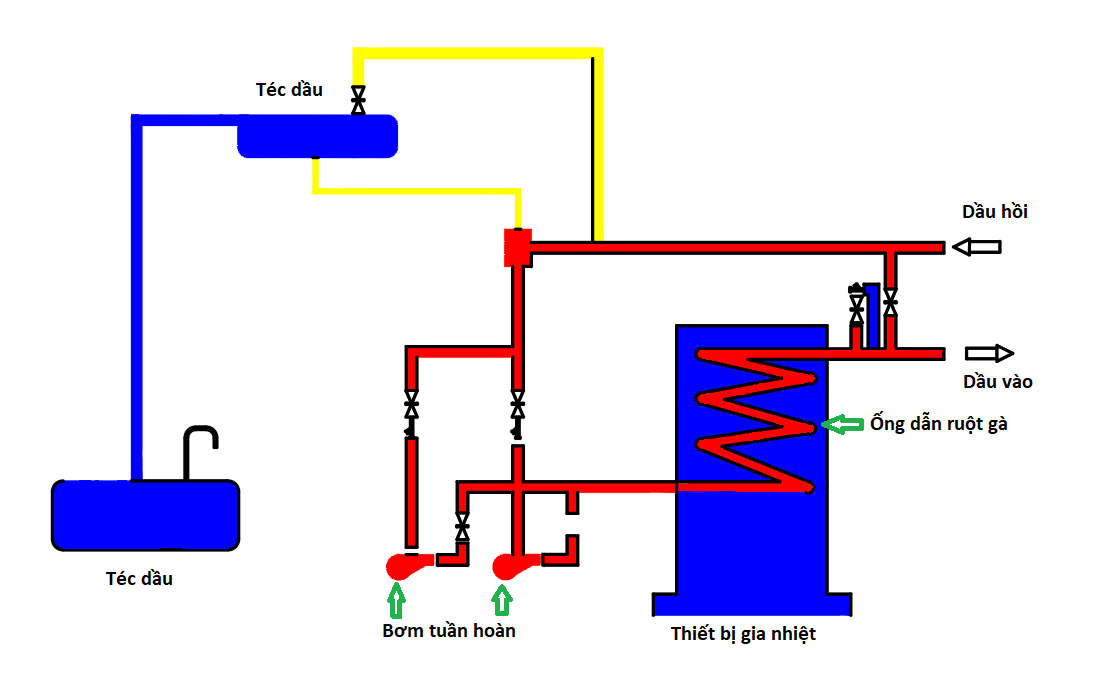 Téc dầu
Dầu hồi
Dầu vào
Ống dẫn ruột gà
Téc dầu
Bơm tuần hoàn
Thiết bị gia nhiệt